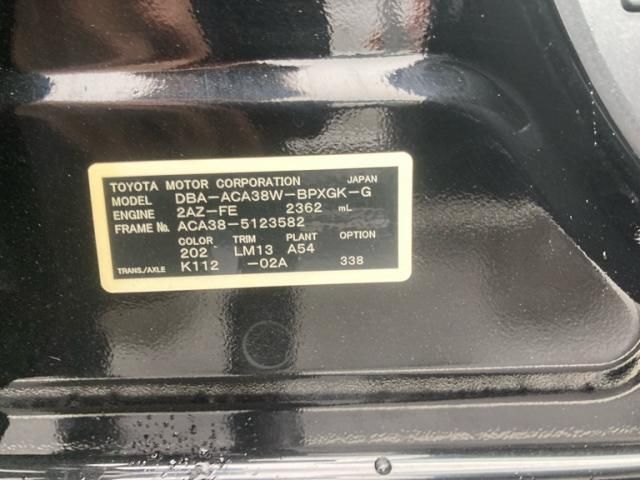 TOYOTA MOTOR CORPORATION JAPAN
MODEL DBA-ACA38W-BPXGK-G
ENGINE 2AZ-FE 2362 mL
FRAME No. ACA38-5123582
COLOR TRIM PLANT OPTION
202 LM13 A54
TRANS./AXLE K112 -02A 338